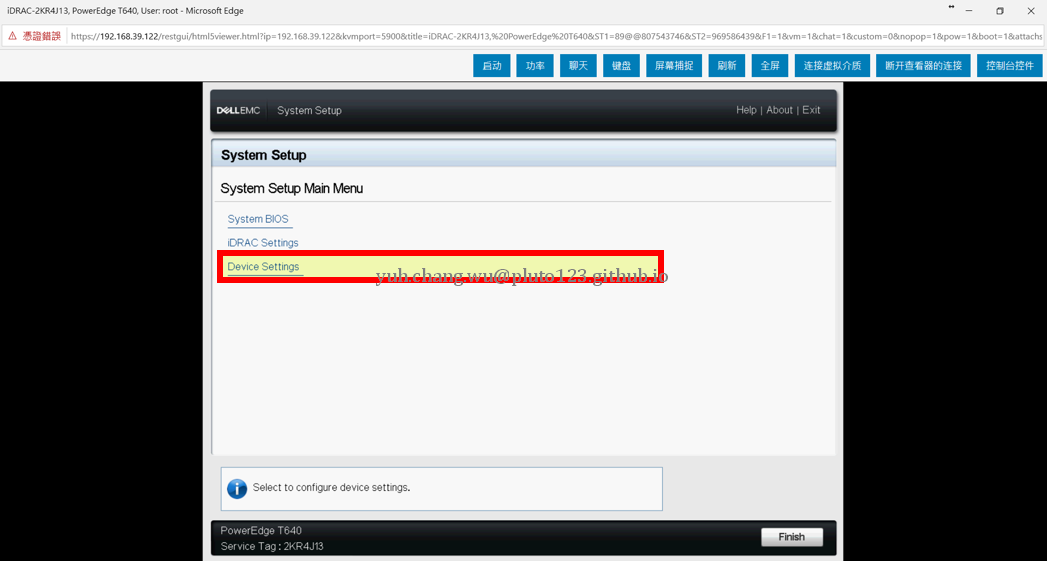 iDRAC-2KR4J13, PowerEdge T640, User: root - Microsoft Edge
憑證錯誤 https://192.168.39.122/restgui/html5viewer.html?ip=192.168.39.122&kvmport=5900&title=iDRAC-2KR4J13,%20PowerEdge%20T640&ST1=89@@807543746&ST2=969586439&F1=1&vm=1&chat=1&custom=0&nopop=1&pow=1&boot=1&attachs
启动 功率 聊天 键盘 屏幕捕捉 刷新 全屏 连接虚拟介质 断开查看器的连接 控制台控件
DELLEMC System Setup Help | About | Exit
System Setup
System Setup Main Menu
System BIOS
iDRAC Settings
Device Settings
yuh.chang.wu@pluto123.github.io
Select to configure device settings.
PowerEdge T640
Service Tag : 2KR4J13
Finish